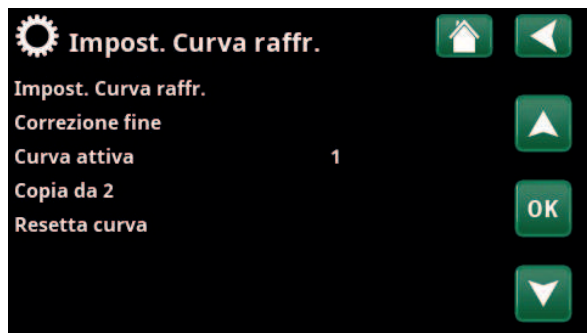 Impost. Curva raffr.
Impost. Curva raffr.
Correzione fine
Curva attiva 1
Copia da 2
Resetta curva
OK